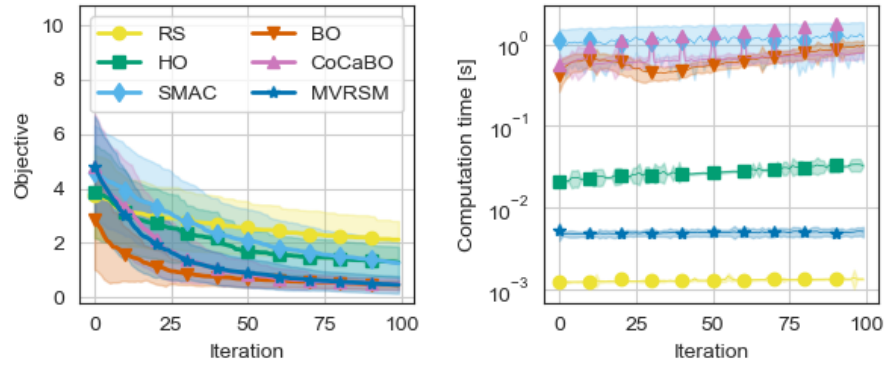 10
8
6
4
2
0
Objective
RS
HO
SMAC
BO
CoCaBO
MVRSM
0 25 50 75 100
Iteration
10^0
10^-1
10^-2
10^-3
Computation time [s]
0 25 50 75 100
Iteration